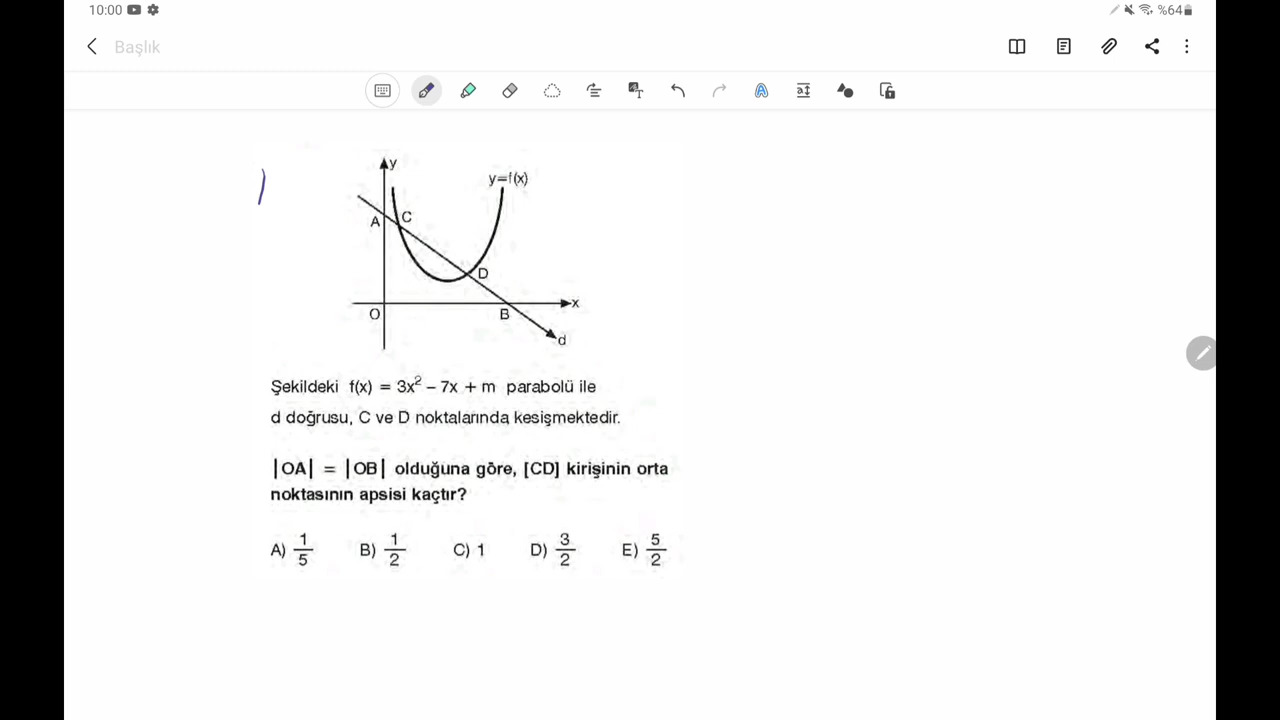 10:00 %64
Başlık
y
y=f(x)
A C
D
O B x
d
Şekildeki f(x) = 3x² – 7x + m parabolü ile
d doğrusu, C ve D noktalarında kesişmektedir.
|OA| = |OB| olduğuna göre, [CD] kirişinin orta
noktasının apsisi kaçtır?
A) 1/5 B) 1/2 C) 1 D) 3/2 E) 5/2